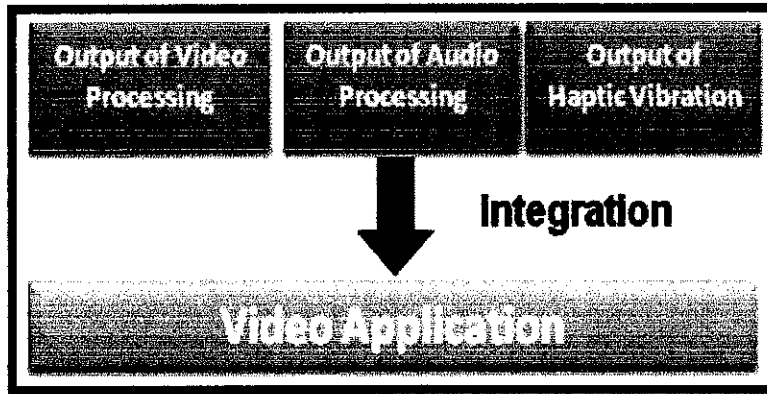 Output of Video
Processing
Output of Audio
Processing
Output of
Haptic Vibration
Integration
Video Application